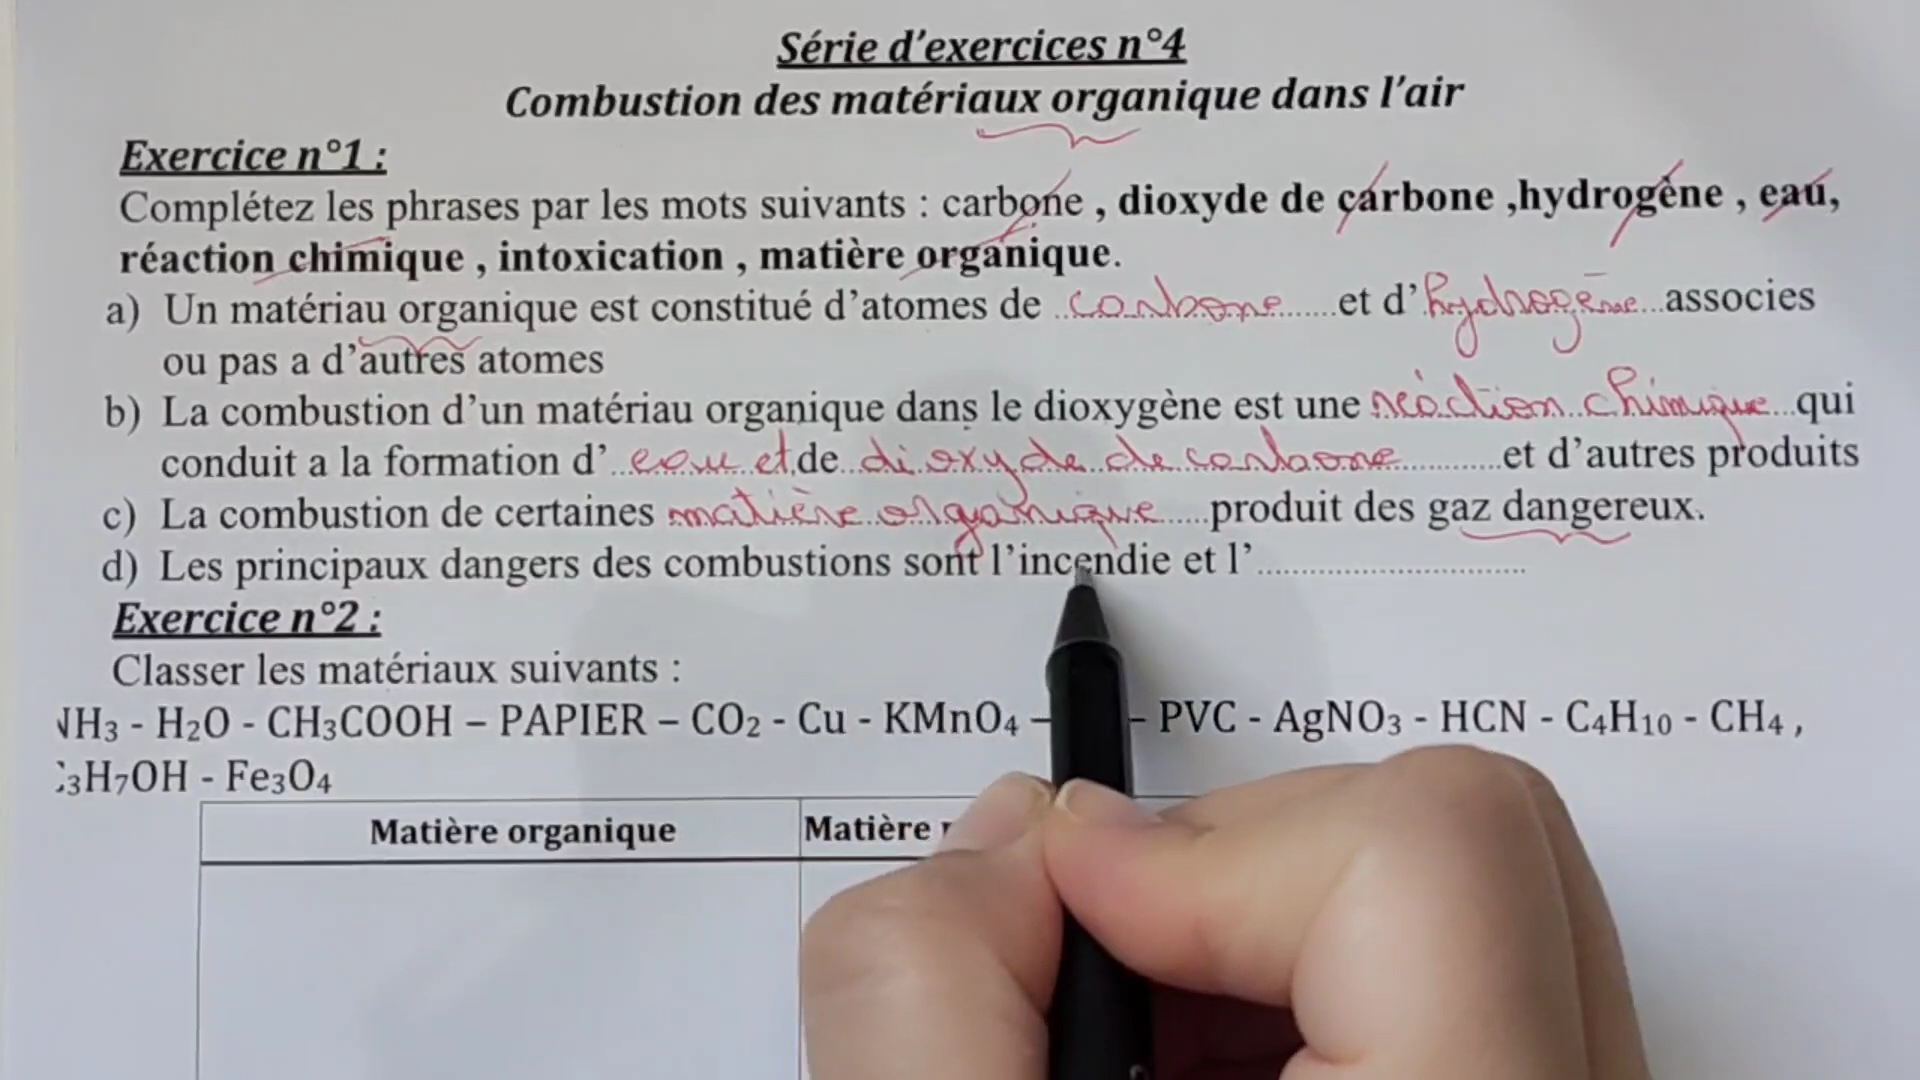 Série d'exercices n°4
Combustion des matériaux organique dans l'air
Exercice n°1 :
Complétez les phrases par les mots suivants : carbone , dioxyde de carbone ,hydrogène , eau,
réaction chimique , intoxication , matière organique.
a) Un matériau organique est constitué d'atomes de ..carbone......et d'hydrogène...associes
ou pas a d'autres atomes
b) La combustion d'un matériau organique dans le dioxygène est une réaction chimique...qui
conduit a la formation d'..eau et de..dioxyde de carbone............et d'autres produits
c) La combustion de certaines matière organique.....produit des gaz dangereux.
d) Les principaux dangers des combustions sont l'incendie et l'..............................
Exercice n°2 :
Classer les matériaux suivants :
NH3 - H2O - CH3COOH – PAPIER – CO2 - Cu - KMnO4 – – PVC - AgNO3 - HCN - C4H10 - CH4 ,
3H7OH - Fe3O4
Matière organique Matière